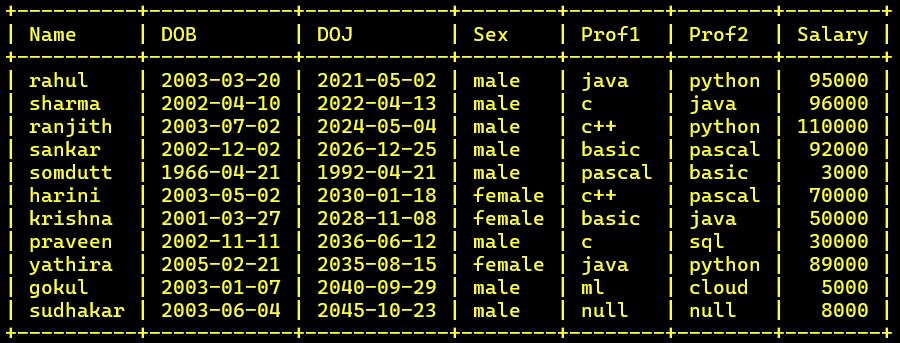 +----------+------------+------------+--------+--------+--------+--------+
| Name     | DOB        | DOJ        | Sex    | Prof1  | Prof2  | Salary |
+----------+------------+------------+--------+--------+--------+--------+
| rahul    | 2003-03-20 | 2021-05-02 | male   | java   | python |  95000 |
| sharma   | 2002-04-10 | 2022-04-13 | male   | c      | java   |  96000 |
| ranjith  | 2003-07-02 | 2024-05-04 | male   | c++    | python | 110000 |
| sankar   | 2002-12-02 | 2026-12-25 | male   | basic  | pascal |  92000 |
| somdutt  | 1966-04-21 | 1992-04-21 | male   | pascal | basic  |   3000 |
| harini   | 2003-05-02 | 2030-01-18 | female | c++    | pascal |  70000 |
| krishna  | 2001-03-27 | 2028-11-08 | female | basic  | java   |  50000 |
| praveen  | 2002-11-11 | 2036-06-12 | male   | c      | sql    |  30000 |
| yathira  | 2005-02-21 | 2035-08-15 | female | java   | python |  89000 |
| gokul    | 2003-01-07 | 2040-09-29 | male   | ml     | cloud  |   5000 |
| sudhakar | 2003-06-04 | 2045-10-23 | male   | null   | null   |   8000 |
+----------+------------+------------+--------+--------+--------+--------+